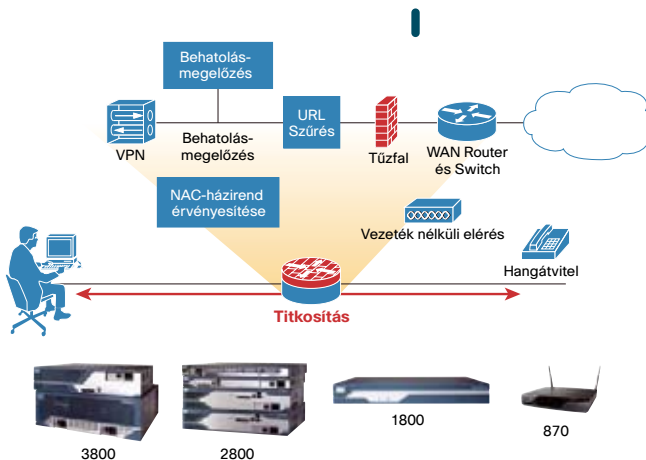 Behatolás-
megelőzés
URL
Szűrés
VPN
Behatolás-
megelőzés
Tűzfal
WAN Router
és Switch
NAC-házirend
érvényesítése
Vezeték nélküli elérés
Hangátvitel
Titkosítás
3800
2800
1800
870